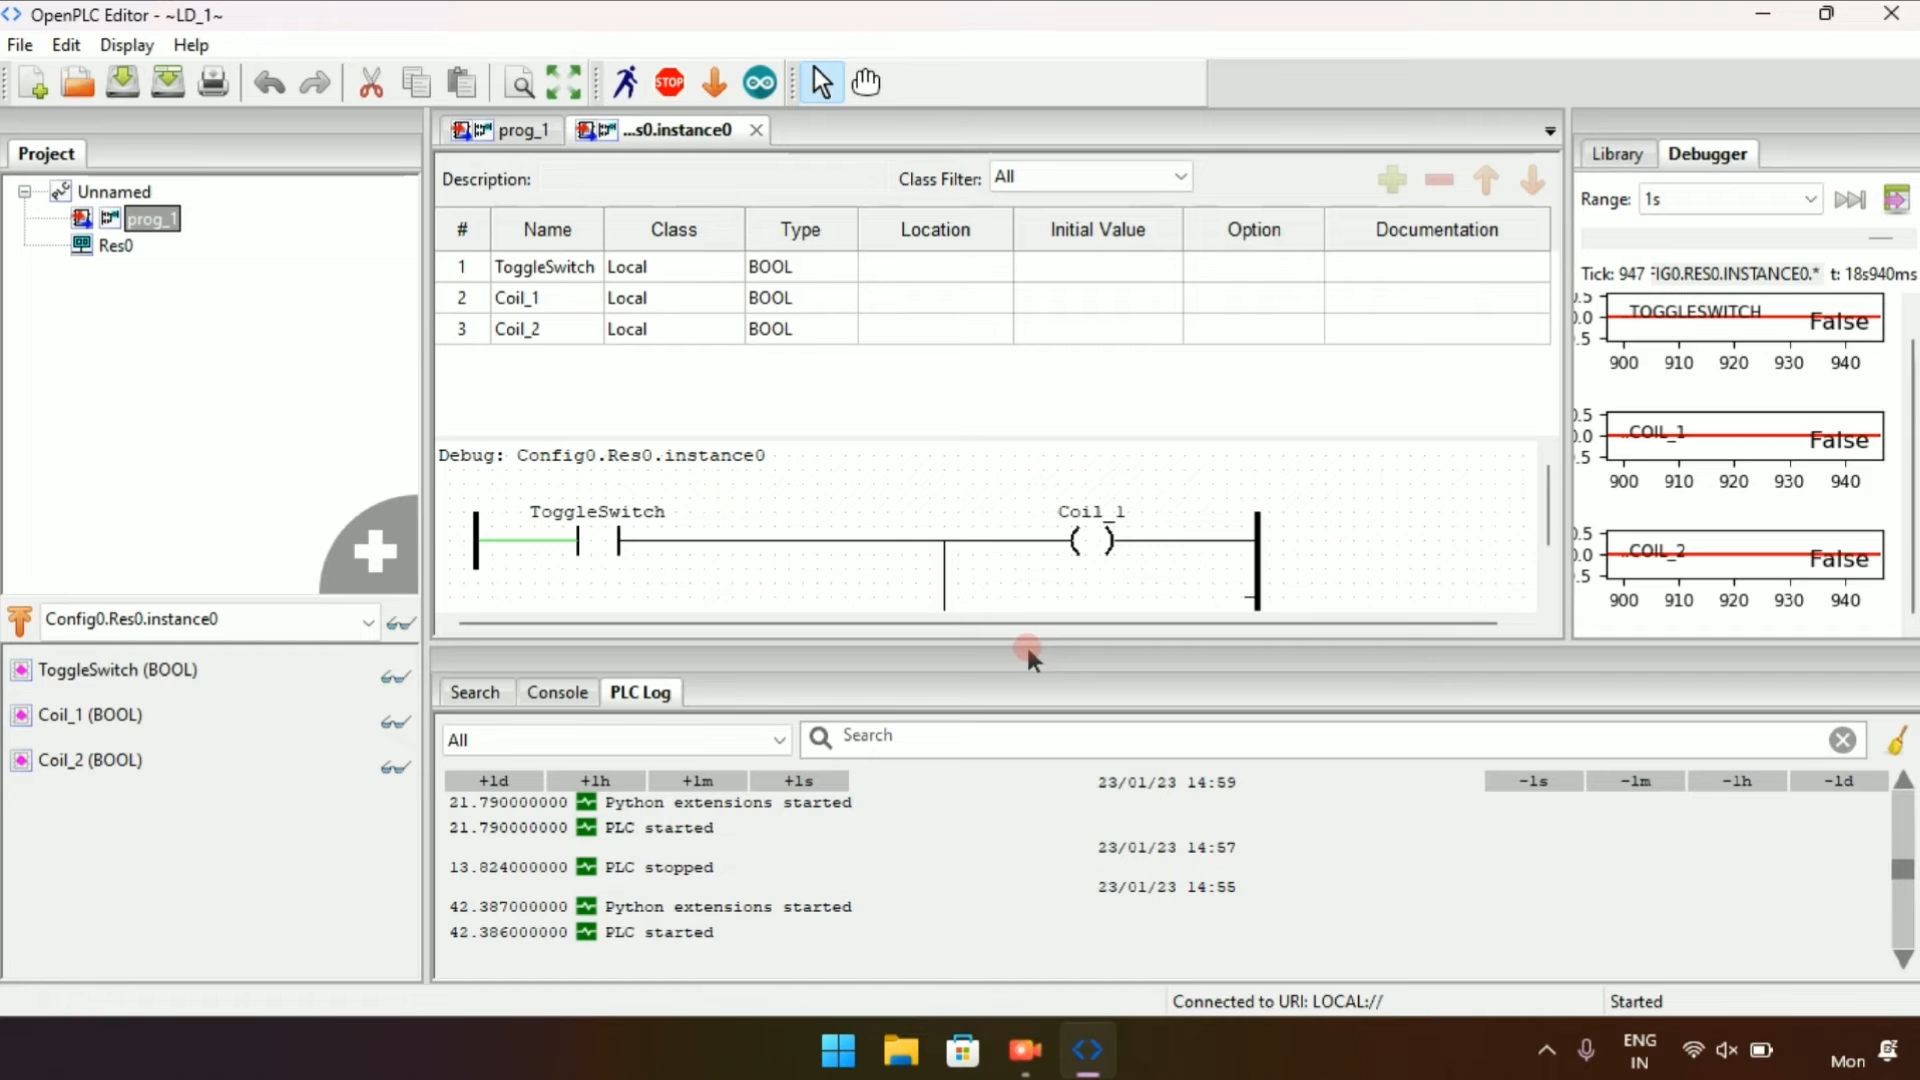 OpenPLC Editor - ~LD_1~
File Edit Display Help
STOP
Project
Unnamed
prog_1
Res0
prog_1 ...s0.instance0
Description: Class Filter: All
# Name Class Type Location Initial Value Option Documentation
1 ToggleSwitch Local BOOL
2 Coil_1 Local BOOL
3 Coil_2 Local BOOL
Debug: Config0.Res0.instance0
ToggleSwitch Coil_1
Library Debugger
Range: 1s
Tick: 947 FIG0.RES0.INSTANCE0.* t: 18s940ms
..TOGGLESWITCH False
900 910 920 930 940
..COIL_1 False
900 910 920 930 940
..COIL_2 False
900 910 920 930 940
Config0.Res0.instance0
ToggleSwitch (BOOL)
Coil_1 (BOOL)
Coil_2 (BOOL)
Search Console PLC Log
All Search
+1d +1h +1m +1s 23/01/23 14:59 -1s -1m -1h -1d
21.790000000 Python extensions started
21.790000000 PLC started
23/01/23 14:57
13.824000000 PLC stopped
23/01/23 14:55
42.387000000 Python extensions started
42.386000000 PLC started
Connected to URI: LOCAL:// Started
ENG
IN
Mon